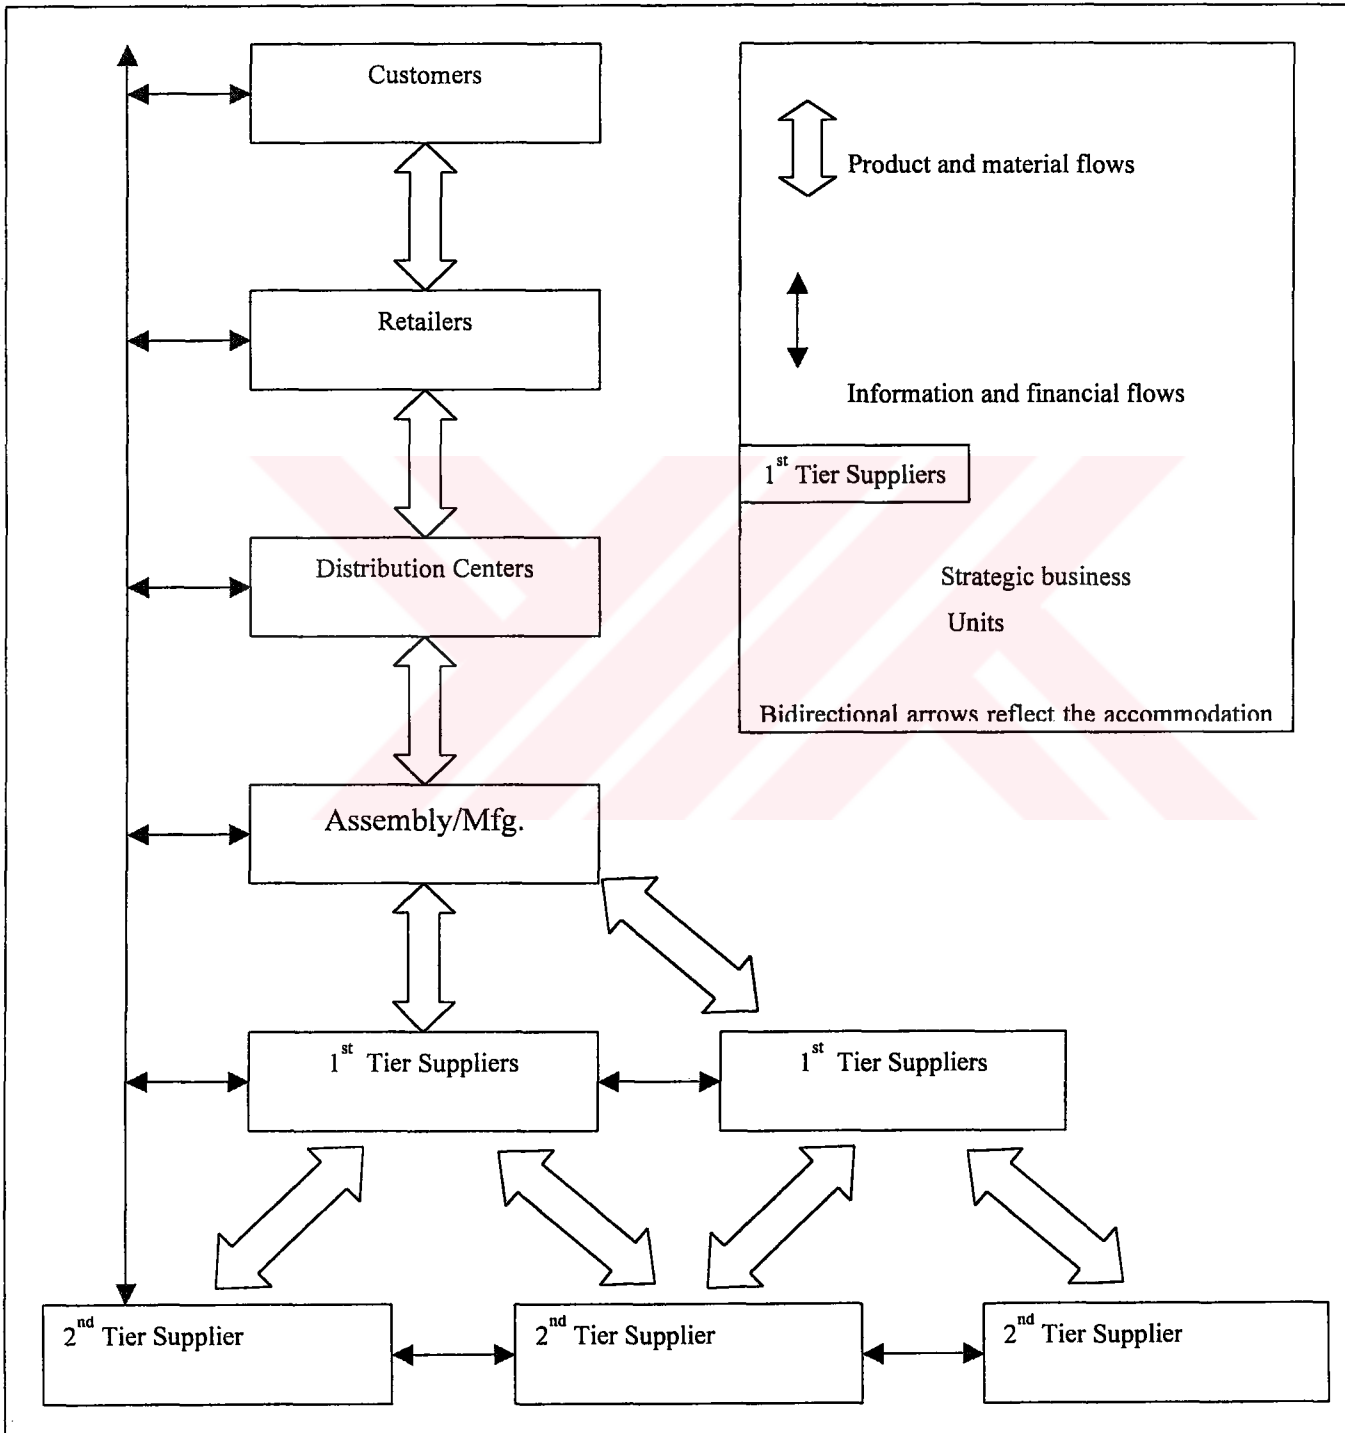 Customers
Product and material flows
Retailers
Information and financial flows
1st Tier Suppliers
Distribution Centers
Strategic business
Units
Bidirectional arrows reflect the accommodation
Assembly/Mfg.
1st Tier Suppliers
1st Tier Suppliers
2nd Tier Supplier
2nd Tier Supplier
2nd Tier Supplier